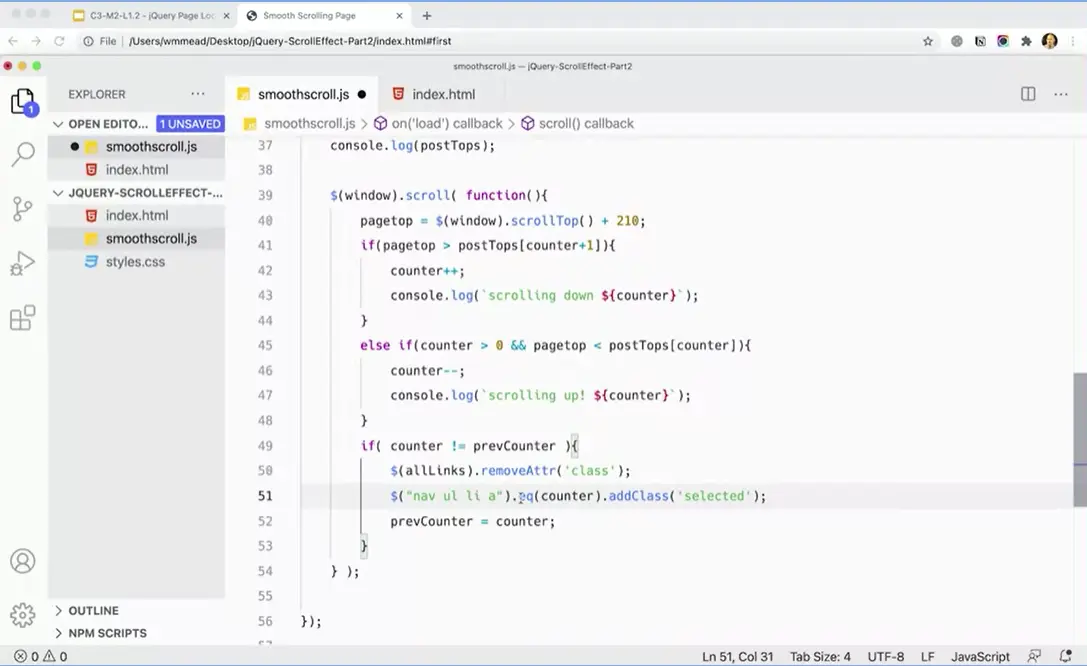 C3-M2-L1.2 - jQuery Page Loc
Smooth Scrolling Page
File
/Users/wmmead/Desktop/jQuery-ScrollEffect-Part2/index.html#first
smoothscroll.js — jQuery-ScrollEffect-Part2
1
EXPLORER
smoothscroll.js
index.html
OPEN EDITO...
1 UNSAVED
smoothscroll.js > on('load') callback > scroll() callback
smoothscroll.js
index.html
JQUERY-SCROLLEFFECT-...
index.html
smoothscroll.js
styles.css
37 console.log(postTops);
38
39 $(window).scroll( function(){
40 pagetop = $(window).scrollTop() + 210;
41 if(pagetop > postTops[counter+1]){
42 counter++;
43 console.log(`scrolling down ${counter}`);
44 }
45 else if(counter > 0 && pagetop < postTops[counter]){
46 counter--;
47 console.log(`scrolling up! ${counter}`);
48 }
49 if( counter != prevCounter ){
50 $(allLinks).removeAttr('class');
51 $("nav ul li a").eq(counter).addClass('selected');
52 prevCounter = counter;
53 }
54 } );
55
56 });
OUTLINE
NPM SCRIPTS
0 0
Ln 51, Col 31 Tab Size: 4 UTF-8 LF JavaScript